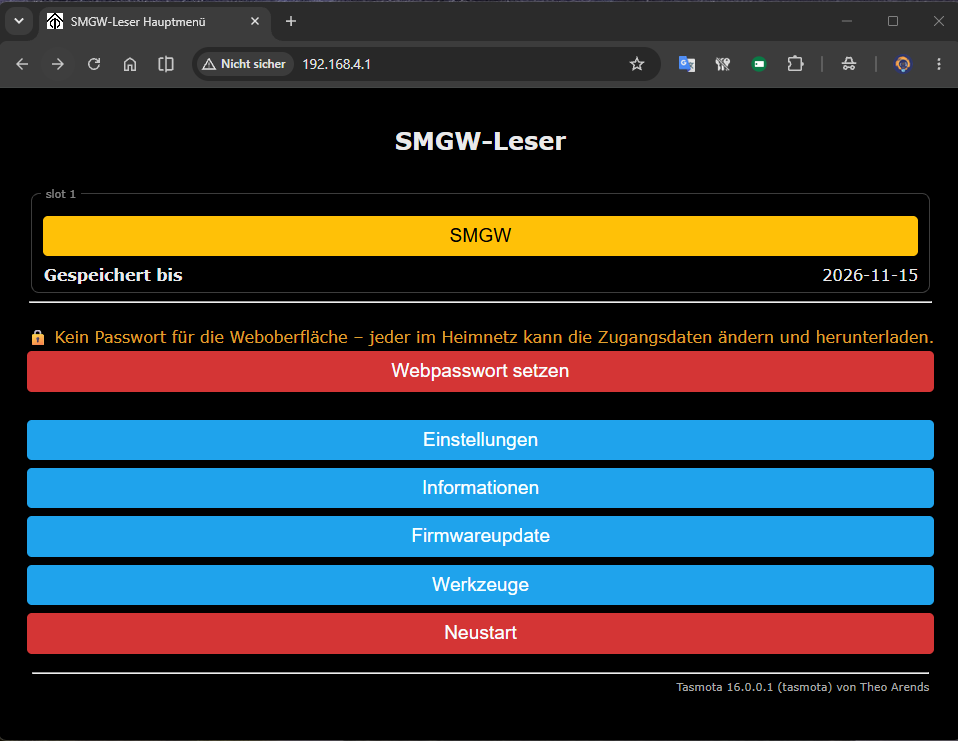 SMGW-Leser Hauptmenü
Nicht sicher 192.168.4.1
SMGW-Leser
slot 1
SMGW
Gespeichert bis 2026-11-15
Kein Passwort für die Weboberfläche – jeder im Heimnetz kann die Zugangsdaten ändern und herunterladen.
Webpasswort setzen
Einstellungen
Informationen
Firmwareupdate
Werkzeuge
Neustart
Tasmota 16.0.0.1 (tasmota) von Theo Arends